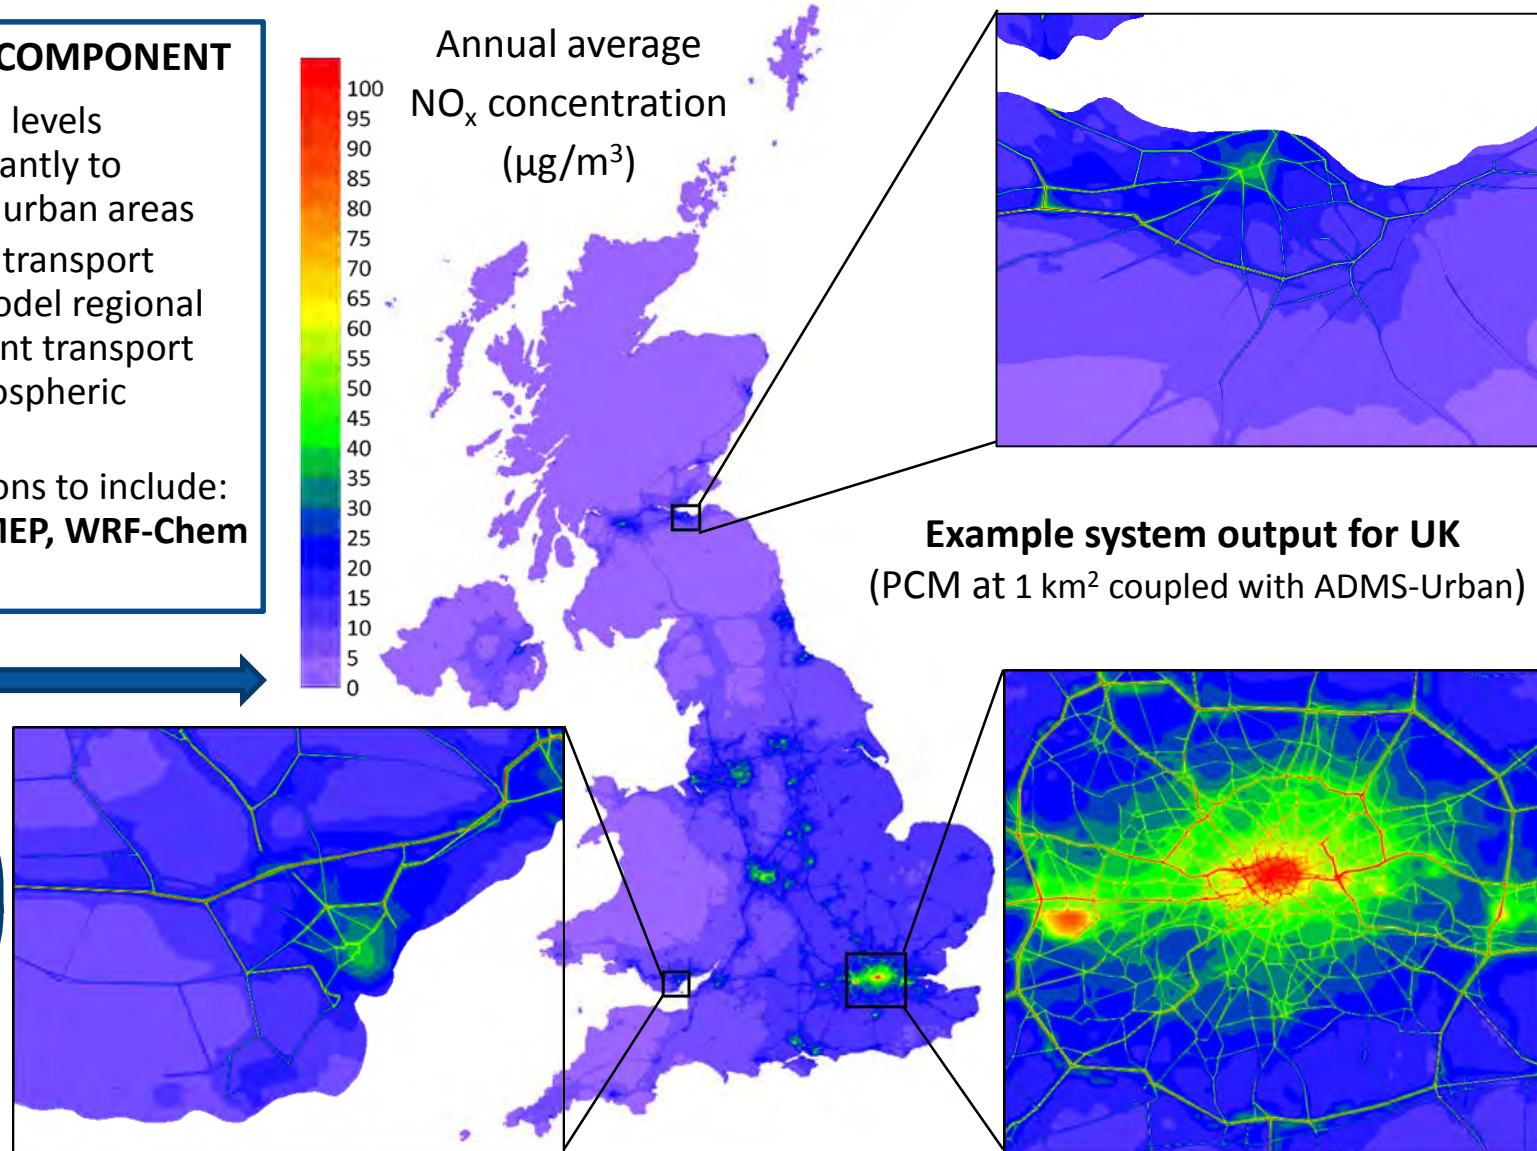 COMPONENT
levels
antly to
urban areas
transport
odel regional
nt transport
ospheric
ons to include:
MEP, WRF-Chem
100
95
90
85
80
75
70
65
60
55
50
45
40
35
30
25
20
15
10
5
0
Annual average
NOx concentration
(µg/m³)
Example system output for UK
(PCM at 1 km² coupled with ADMS-Urban)